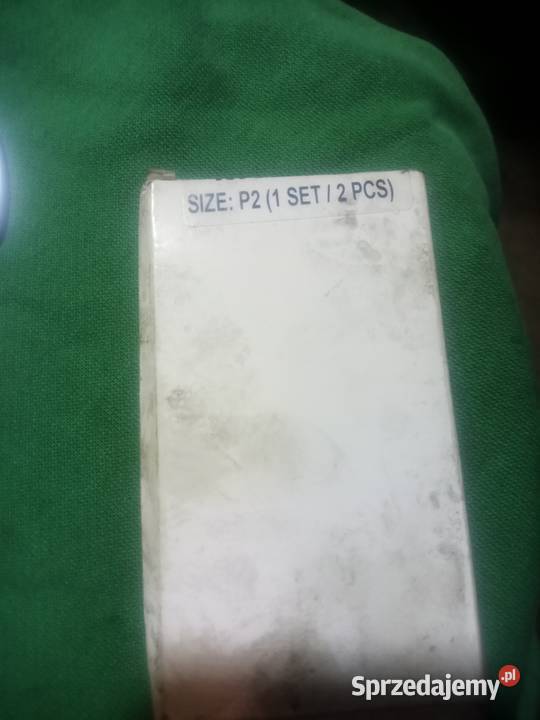 SIZE: P2 (1 SET / 2 PCS)
Sprzedajemy.pl